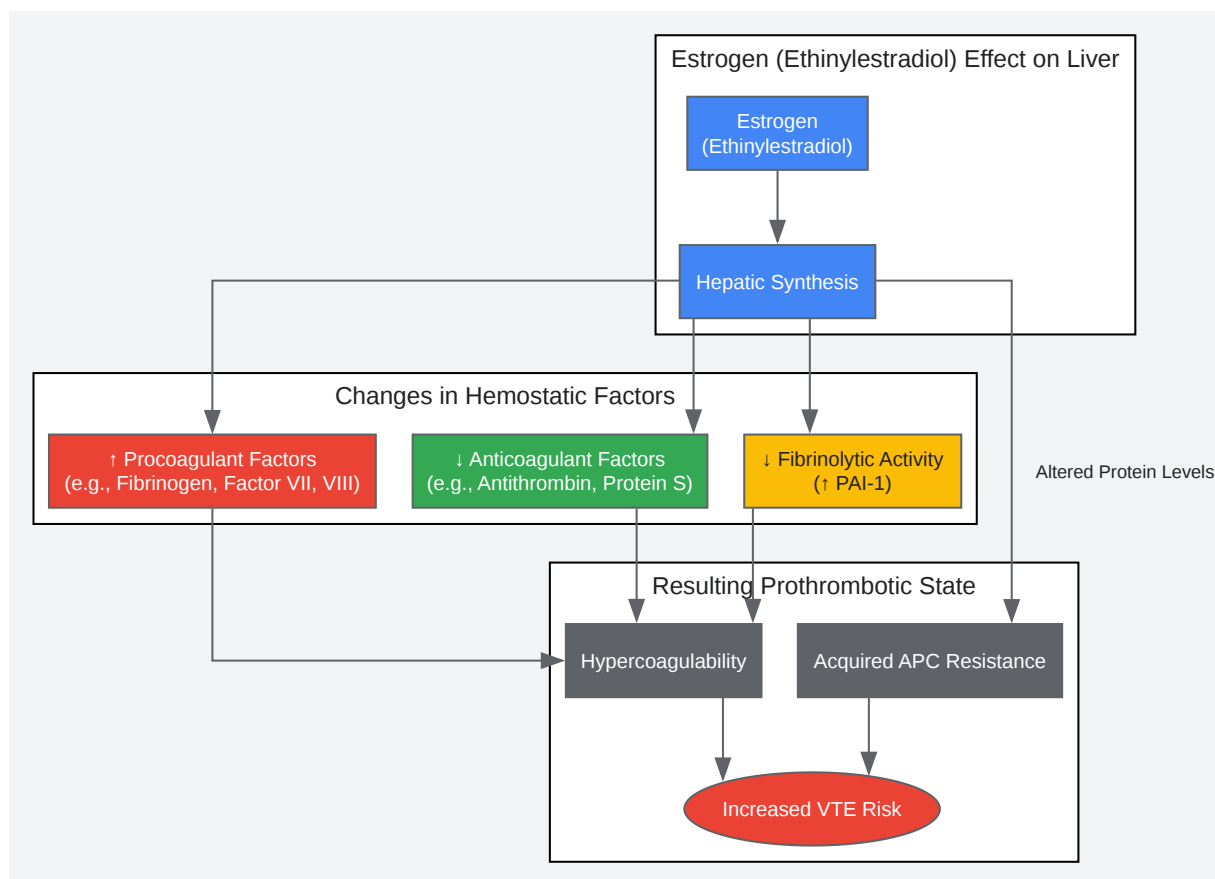 Estrogen (Ethinylestradiol) Effect on Liver
Estrogen
(Ethinylestradiol)
Hepatic Synthesis
Changes in Hemostatic Factors
↑ Procoagulant Factors
(e.g., Fibrinogen, Factor VII, VIII)
↓ Anticoagulant Factors
(e.g., Antithrombin, Protein S)
↓ Fibrinolytic Activity
(↑ PAI-1)
Altered Protein Levels
Resulting Prothrombotic State
Hypercoagulability
Acquired APC Resistance
Increased VTE Risk